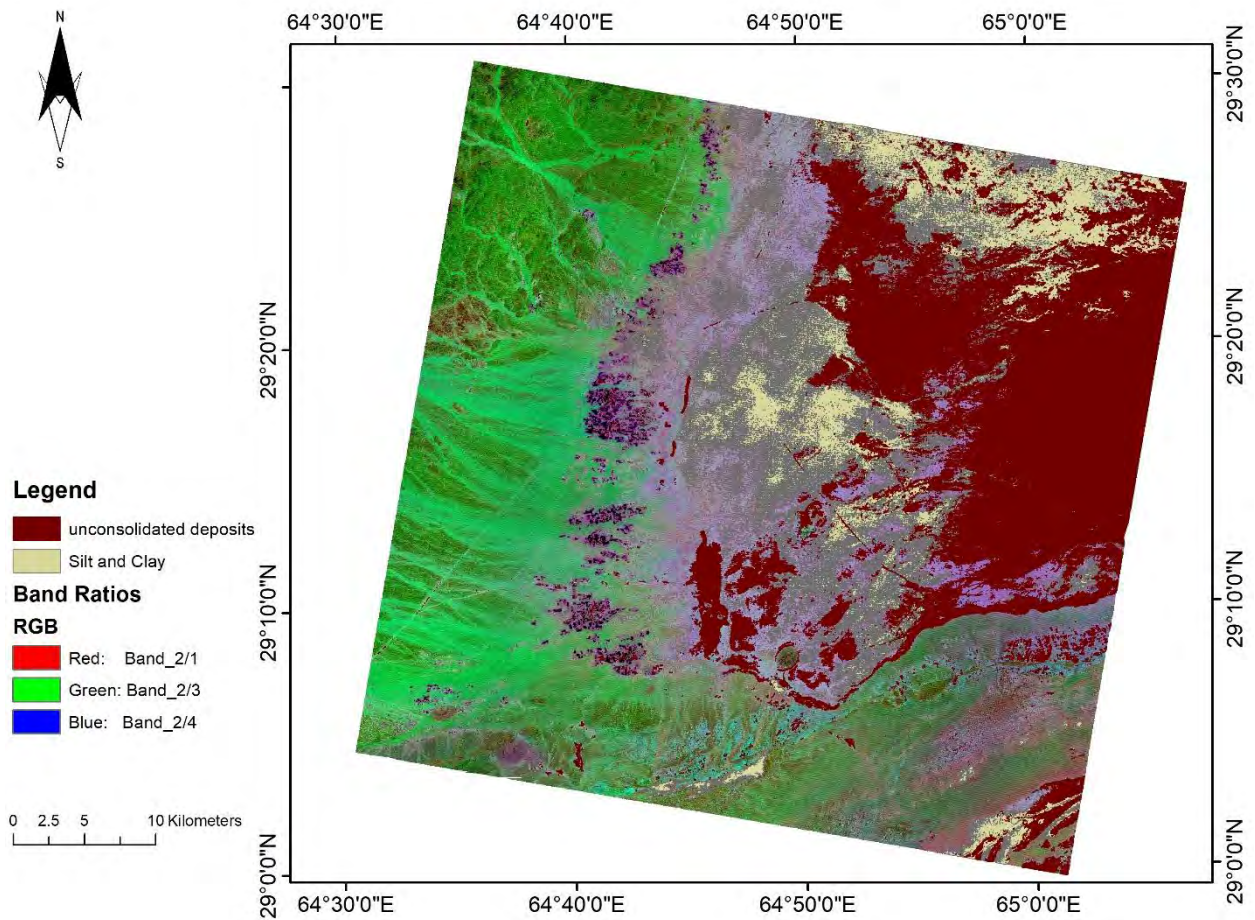 N
S
64°30'0"E 64°40'0"E 64°50'0"E 65°0'0"E
29°30'0"N
29°20'0"N 29°20'0"N
29°10'0"N 29°10'0"N
29°0'0"N 29°0'0"N
64°30'0"E 64°40'0"E 64°50'0"E 65°0'0"E
Legend
unconsolidated deposits
Silt and Clay
Band Ratios
RGB
Red: Band_2/1
Green: Band_2/3
Blue: Band_2/4
0 2.5 5 10 Kilometers